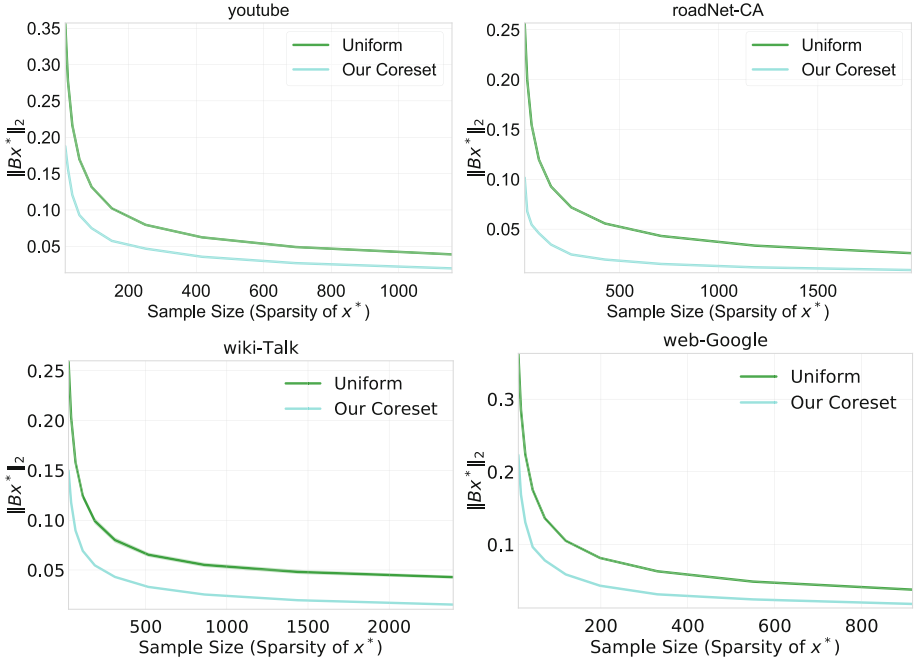 youtube
0.35
0.30
0.25
0.20
0.15
0.10
0.05
‖Bx*‖₂
Uniform
Our Coreset
200 400 600 800 1000
Sample Size (Sparsity of x*)
roadNet-CA
0.25
0.20
0.15
0.10
0.05
‖Bx*‖₂
Uniform
Our Coreset
500 1000 1500
Sample Size (Sparsity of x*)
wiki-Talk
0.25
0.20
0.15
0.10
0.05
‖Bx*‖₂
Uniform
Our Coreset
500 1000 1500 2000
Sample Size (Sparsity of x*)
web-Google
0.3
0.2
0.1
‖Bx*‖₂
Uniform
Our Coreset
200 400 600 800
Sample Size (Sparsity of x*)